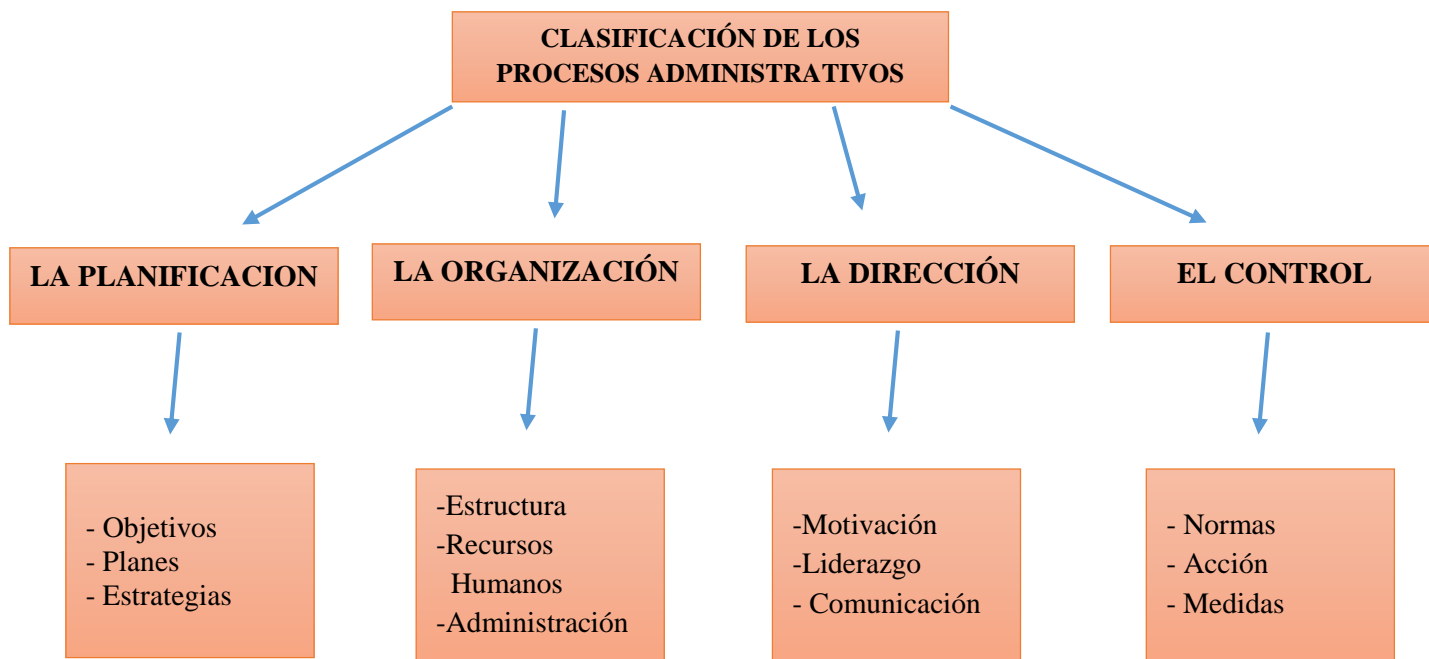 CLASIFICACIÓN DE LOS
PROCESOS ADMINISTRATIVOS
LA PLANIFICACION
LA ORGANIZACIÓN
LA DIRECCIÓN
EL CONTROL
- Objetivos
- Planes
- Estrategias
-Estructura
-Recursos
Humanos
-Administración
-Motivación
-Liderazgo
- Comunicación
- Normas
- Acción
- Medidas